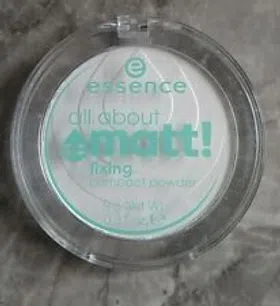 essence
all about
matt!
fixing
compact powder